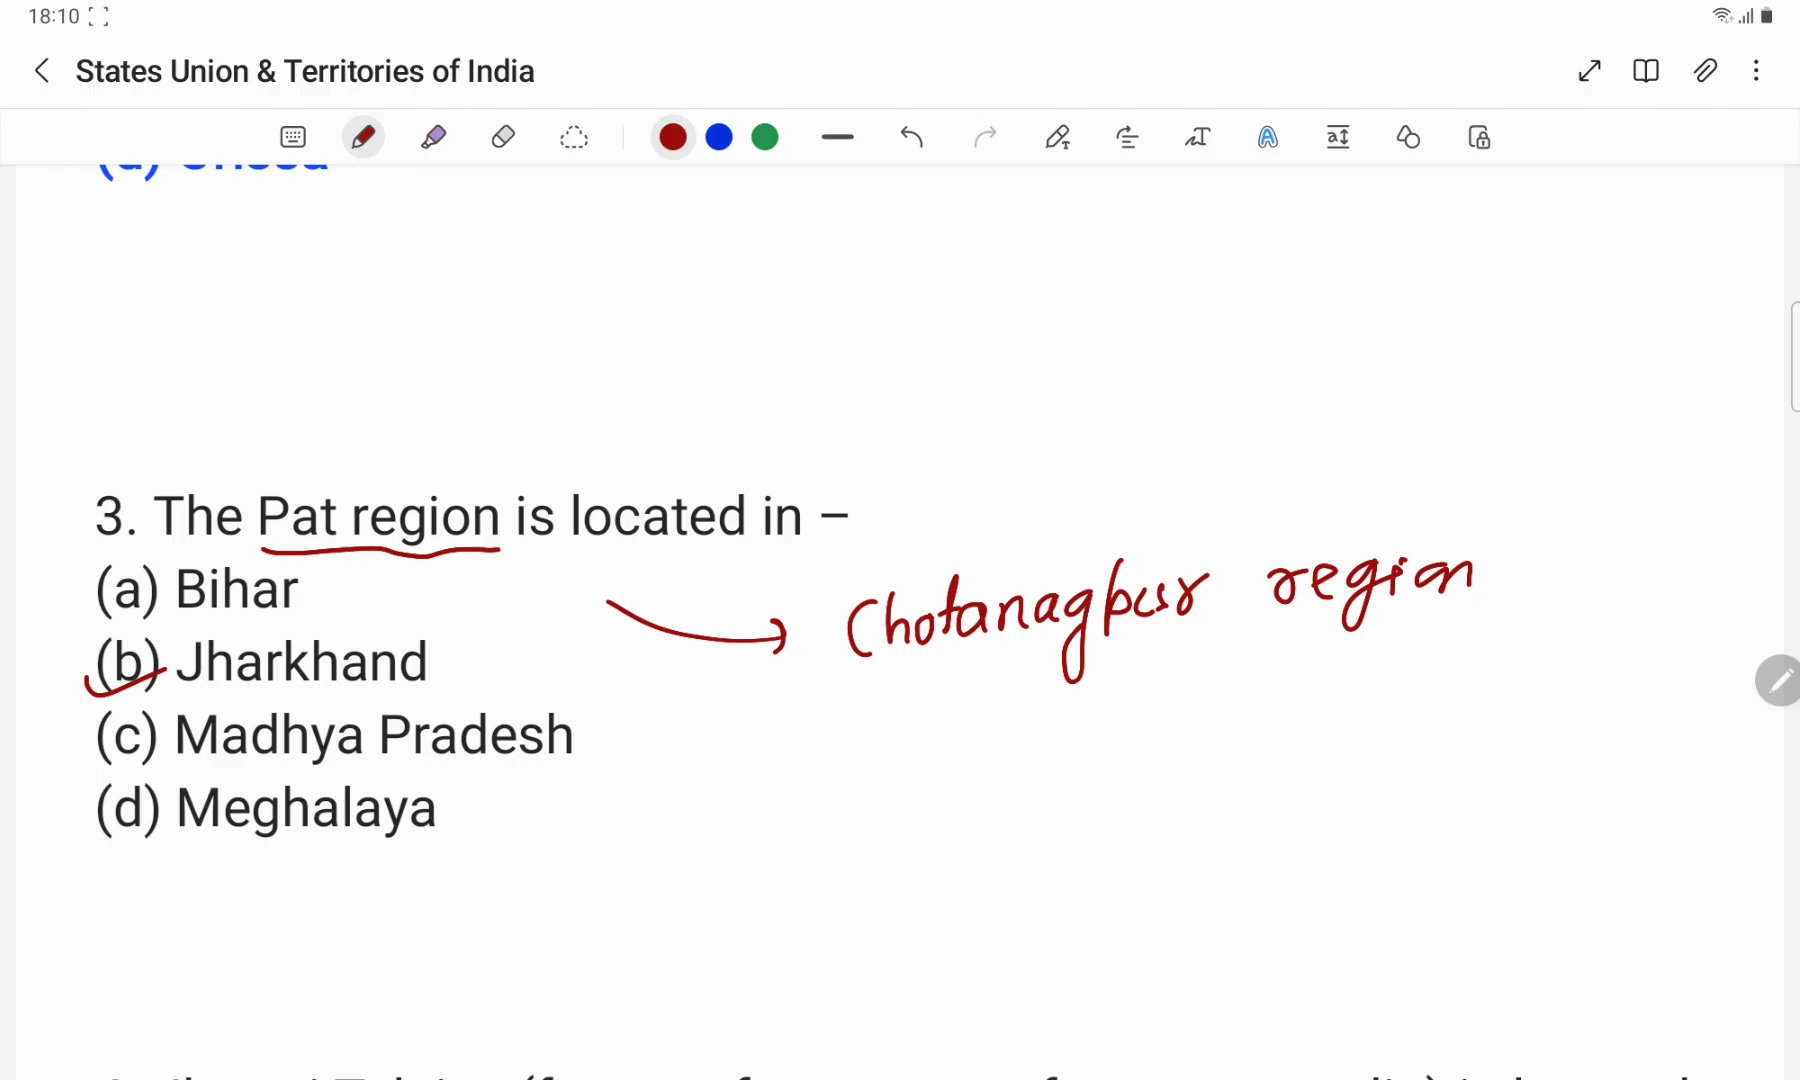 18:10
States Union & Territories of India
3. The Pat region is located in –
(a) Bihar
Chotanagpur region
(b) Jharkhand
(c) Madhya Pradesh
(d) Meghalaya